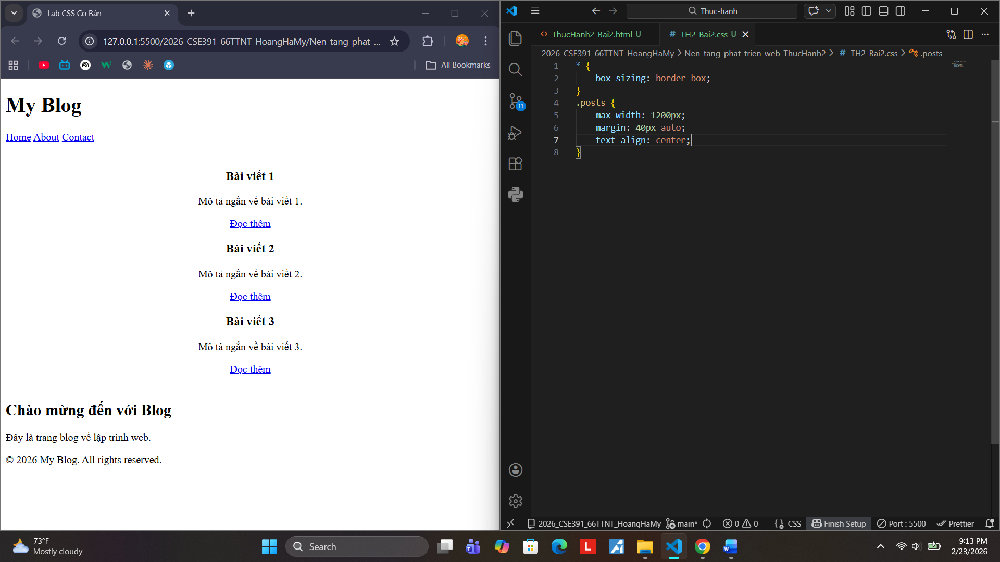 Lab CSS Cơ Bản
127.0.0.1:5500/2026_CSE391_66TTNT_HoangHaMy/Nen-tang-phat-...
All Bookmarks
My Blog
Home About Contact
Bài viết 1
Mô tả ngắn về bài viết 1.
Đọc thêm
Bài viết 2
Mô tả ngắn về bài viết 2.
Đọc thêm
Bài viết 3
Mô tả ngắn về bài viết 3.
Đọc thêm
Chào mừng đến với Blog
Đây là trang blog về lập trình web.
© 2026 My Blog. All rights reserved.
Thuc-hanh
ThucHanh2-Bai2.html U
# TH2-Bai2.css U
2026_CSE391_66TTNT_HoangHaMy > Nen-tang-phat-trien-web-ThucHanh2 > # TH2-Bai2.css > .posts
1 * {
2 box-sizing: border-box;
3 }
4 .posts {
5 max-width: 1200px;
6 margin: 40px auto;
7 text-align: center;
8 }
11
2026_CSE391_66TTNT_HoangHaMy main* 0 0 {} CSS Finish Setup Port : 5500 Prettier
73°F
Mostly cloudy
Search
9:13 PM
2/23/2026